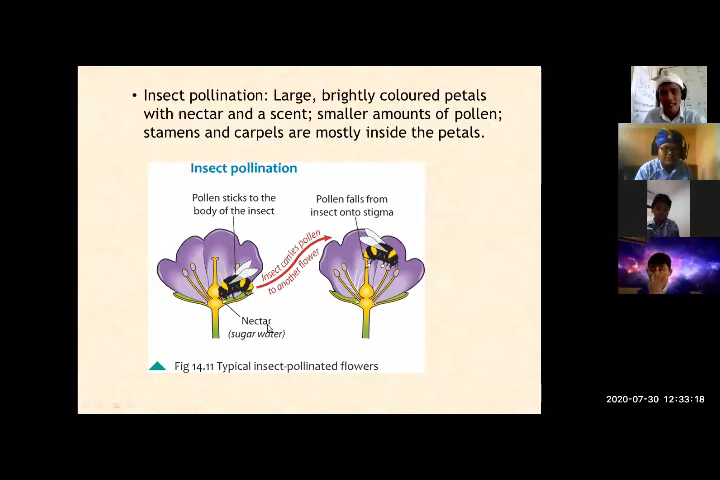 • Insect pollination: Large, brightly coloured petals
with nectar and a scent; smaller amounts of pollen;
stamens and carpels are mostly inside the petals.
Insect pollination
Pollen sticks to the
body of the insect
Pollen falls from
insect onto stigma
Insect carries pollen
to another flower
Nectar
(sugar water)
Fig 14.11 Typical insect-pollinated flowers
2020-07-30 12:33:18